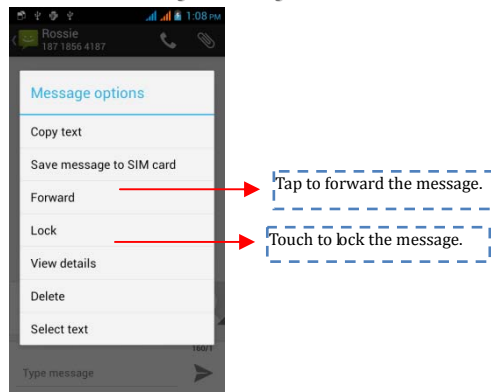 1:08 PM
Rossie
187 1856 4187
Message options
Copy text
Save message to SIM card
Forward
Tap to forward the message.
Lock
Touch to lock the message.
View details
Delete
Select text
160/1
Type message